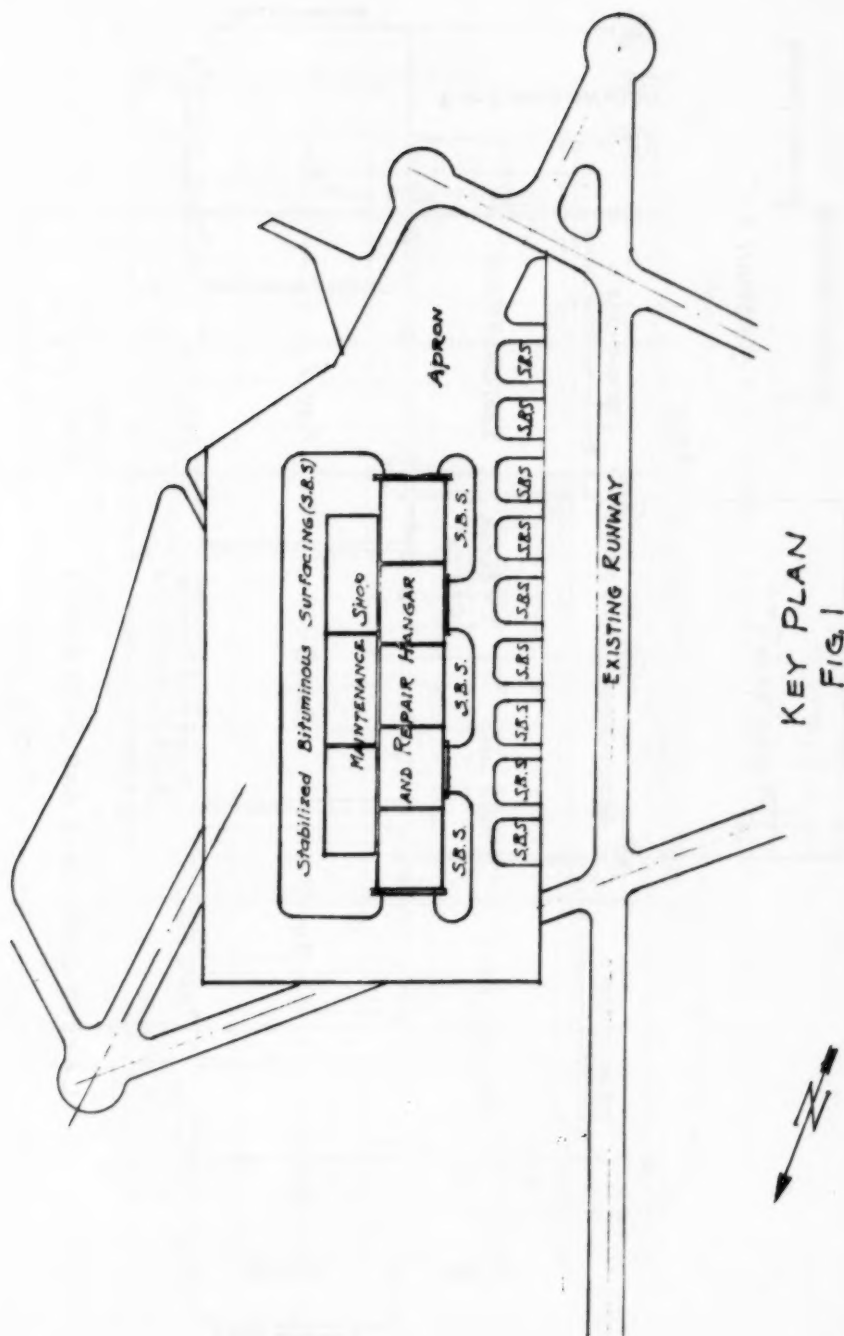 Stabilized Bituminous Surfacing (S.B.S)
MAINTENANCE SHOP
AND REPAIR HANGAR
S.B.S.
S.B.S.
S.B.S.
APRON
S.B.S
S.B.S
S.B.S
S.B.S
S.B.S
S.B.S
S.B.S
S.B.S
S.B.S
EXISTING RUNWAY
N
KEY PLAN
FIG. 1